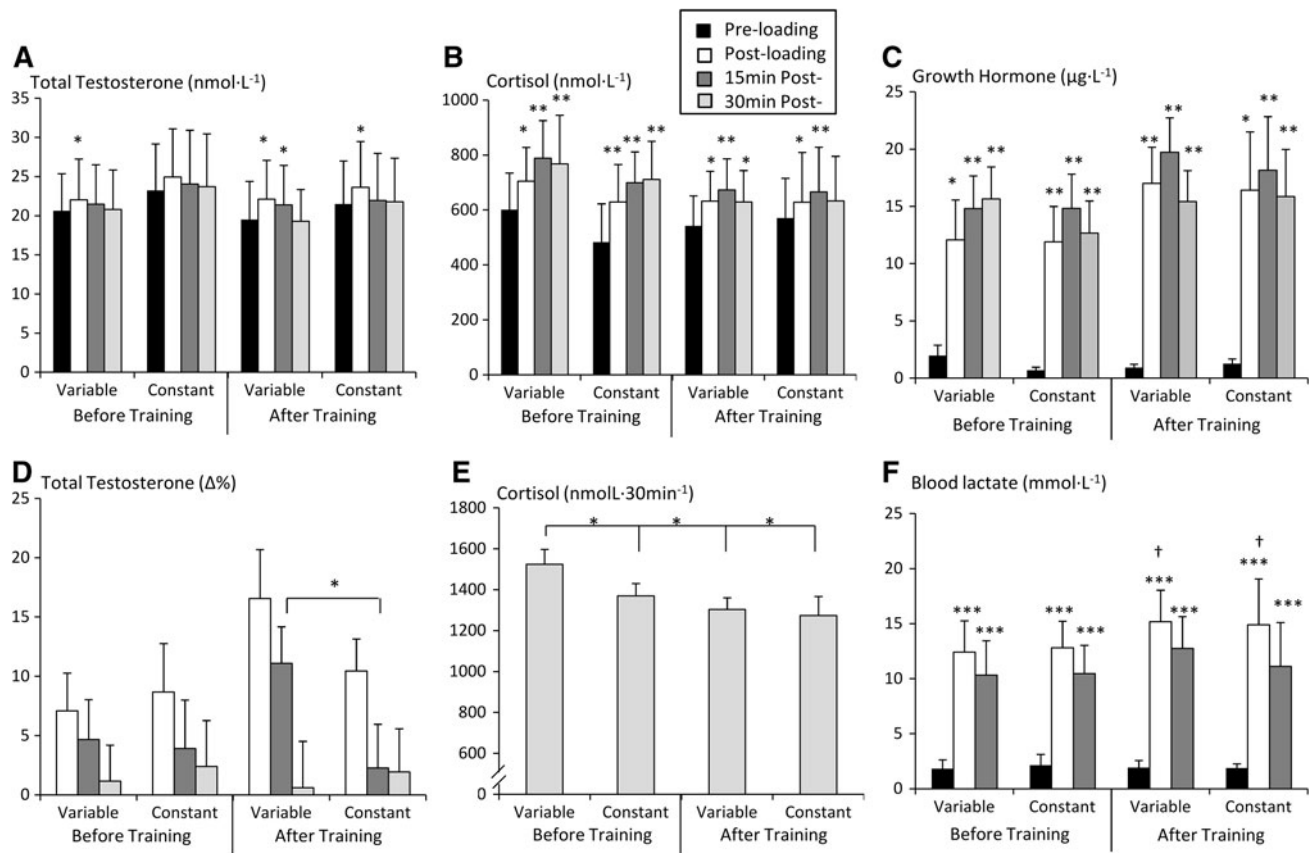 Pre-loading
Post-loading
15min Post-
30min Post-
A
Total Testosterone (nmol·L⁻¹)
35
30
25
20
15
10
5
0
*
*
*
*
Variable
Constant
Variable
Constant
Before Training
After Training
B
Cortisol (nmol·L⁻¹)
1000
800
600
400
200
0
*
**
**
**
**
**
*
**
*
*
**
Variable
Constant
Variable
Constant
Before Training
After Training
C
Growth Hormone (µg·L⁻¹)
25
20
15
10
5
0
*
**
**
**
**
**
**
**
**
*
**
**
Variable
Constant
Variable
Constant
Before Training
After Training
D
Total Testosterone (Δ%)
25
20
15
10
5
0
*
Variable
Constant
Variable
Constant
Before Training
After Training
E
Cortisol (nmolL·30min⁻¹)
1800
1600
1400
1200
1000
800
600
0
*
*
*
Variable
Constant
Variable
Constant
Before Training
After Training
F
Blood lactate (mmol·L⁻¹)
25
20
15
10
5
0
***
***
***
***
†
***
***
†
***
***
Variable
Constant
Variable
Constant
Before Training
After Training